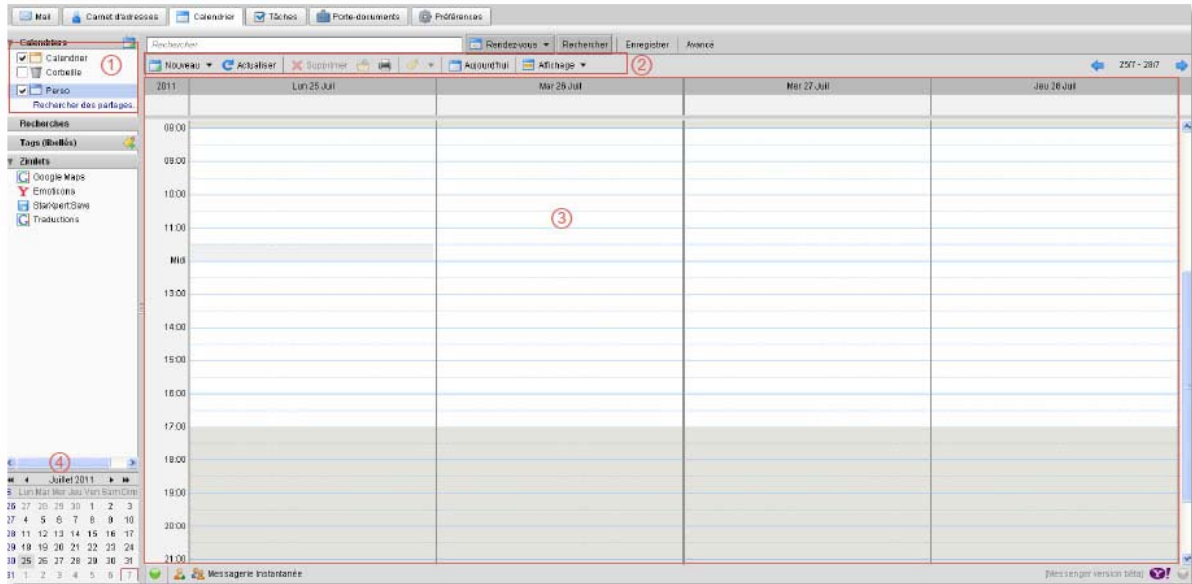 Mail Carnet d'adresses Calendrier Tâches Porte-documents Préférences
Calendriers
Calendrier
Corbeille
Perso
Rechercher des partages...
①
Recherches
Tags (libellés)
Zimlets
Google Maps
Emoticons
StarXpertSave
Traductions
Rechercher Rendez-vous Rechercher Enregistrer Avancé
Nouveau Actualiser Supprimer Aujourd'hui Affichage ② 25/7 - 28/7
2011 Lun 25 Juil Mar 26 Juil Mer 27 Juil Jeu 28 Juil
08:00
09:00
10:00
11:00
③
Midi
13:00
14:00
15:00
16:00
17:00
18:00
19:00
20:00
21:00
④
Juillet 2011
S Lun Mar Mer Jeu Ven Sam Dim
26 27 28 29 30 1 2 3
27 4 5 6 7 8 9 10
28 11 12 13 14 15 16 17
29 18 19 20 21 22 23 24
30 25 26 27 28 29 30 31
31 1 2 3 4 5 6 7
Messagerie Instantanée [Messenger version bêta] Y!